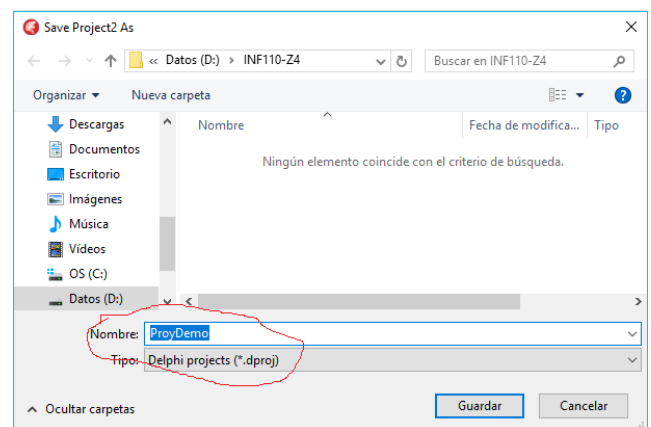 Save Project2 As
« Datos (D:) > INF110-Z4
Buscar en INF110-Z4
Organizar
Nueva carpeta
Descargas
Documentos
Escritorio
Imágenes
Música
Vídeos
OS (C:)
Datos (D:)
Nombre
Fecha de modifica...
Tipo
Ningún elemento coincide con el criterio de búsqueda.
Nombre: ProyDemo
Tipo: Delphi projects (*.dproj)
Ocultar carpetas
Guardar
Cancelar